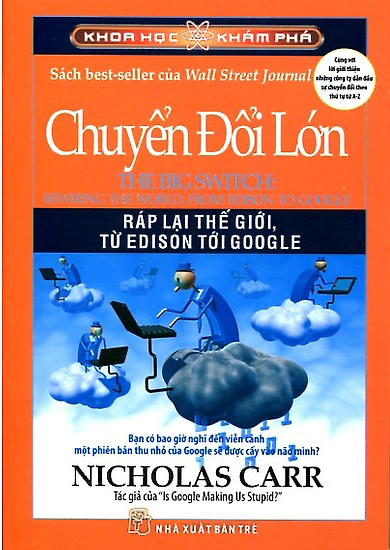 KHOA HỌC KHÁM PHÁ
Sách best-seller của Wall Street Journal
Cùng với
lời giới thiệu
những công ty dẫn đầu
sự chuyển đổi theo
thứ tự từ A-Z
Chuyển Đổi Lớn
THE BIG SWITCH:
REWIRING THE WORLD, FROM EDISON TO GOOGLE
RÁP LẠI THẾ GIỚI,
TỪ EDISON TỚI GOOGLE
Bạn có bao giờ nghĩ đến viễn cảnh
một phiên bản thu nhỏ của Google sẽ được cấy vào não mình?
NICHOLAS CARR
Tác giả của "Is Google Making Us Stupid?"
NHÀ XUẤT BẢN TRẺ